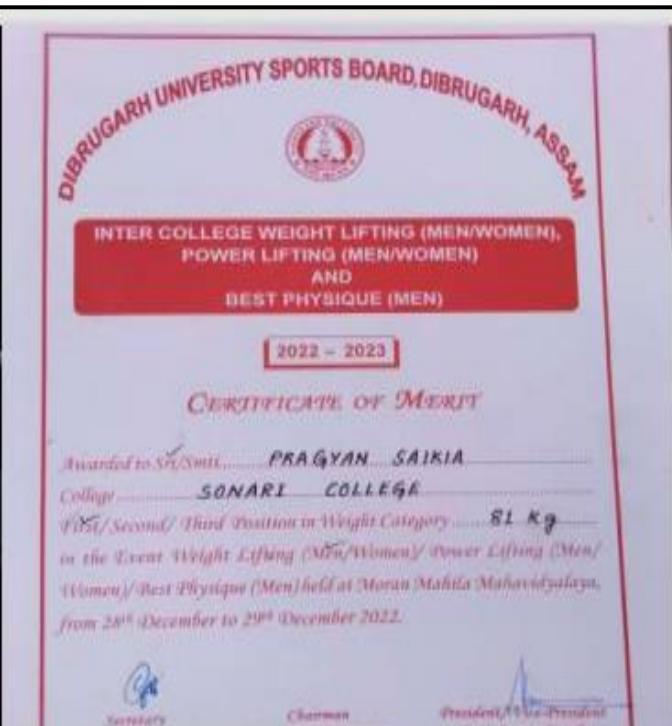 DIBRUGARH UNIVERSITY SPORTS BOARD, DIBRUGARH, ASSAM
INTER COLLEGE WEIGHT LIFTING (MEN/WOMEN),
POWER LIFTING (MEN/WOMEN)
AND
BEST PHYSIQUE (MEN)
2022 – 2023
CERTIFICATE OF MERIT
Awarded to Sri/Smti. PRAGYAN SAIKIA
College SONARI COLLEGE
First/Second/ Third Position in Weight Category 81 Kg
in the Event Weight Lifting (Men/Women)/ Power Lifting (Men/
Women)/ Best Physique (Men) held at Moran Mahila Mahavidyalaya,
from 28th December to 29th December 2022.
Secretary Chairman President/Vice-President